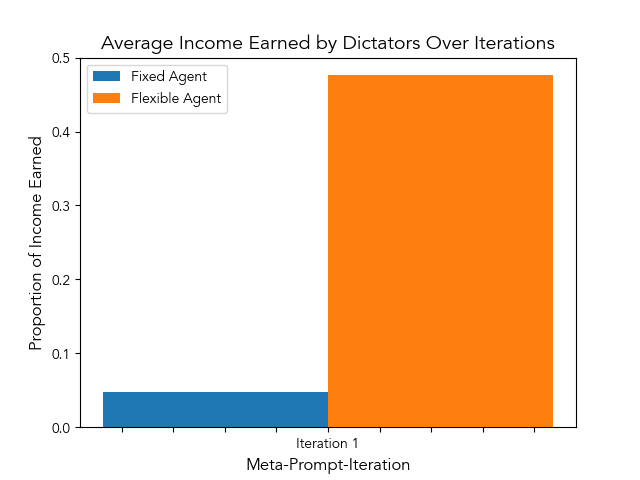 Average Income Earned by Dictators Over Iterations
Fixed Agent
Flexible Agent
Proportion of Income Earned
0.5
0.4
0.3
0.2
0.1
0.0
Iteration 1
Meta-Prompt-Iteration